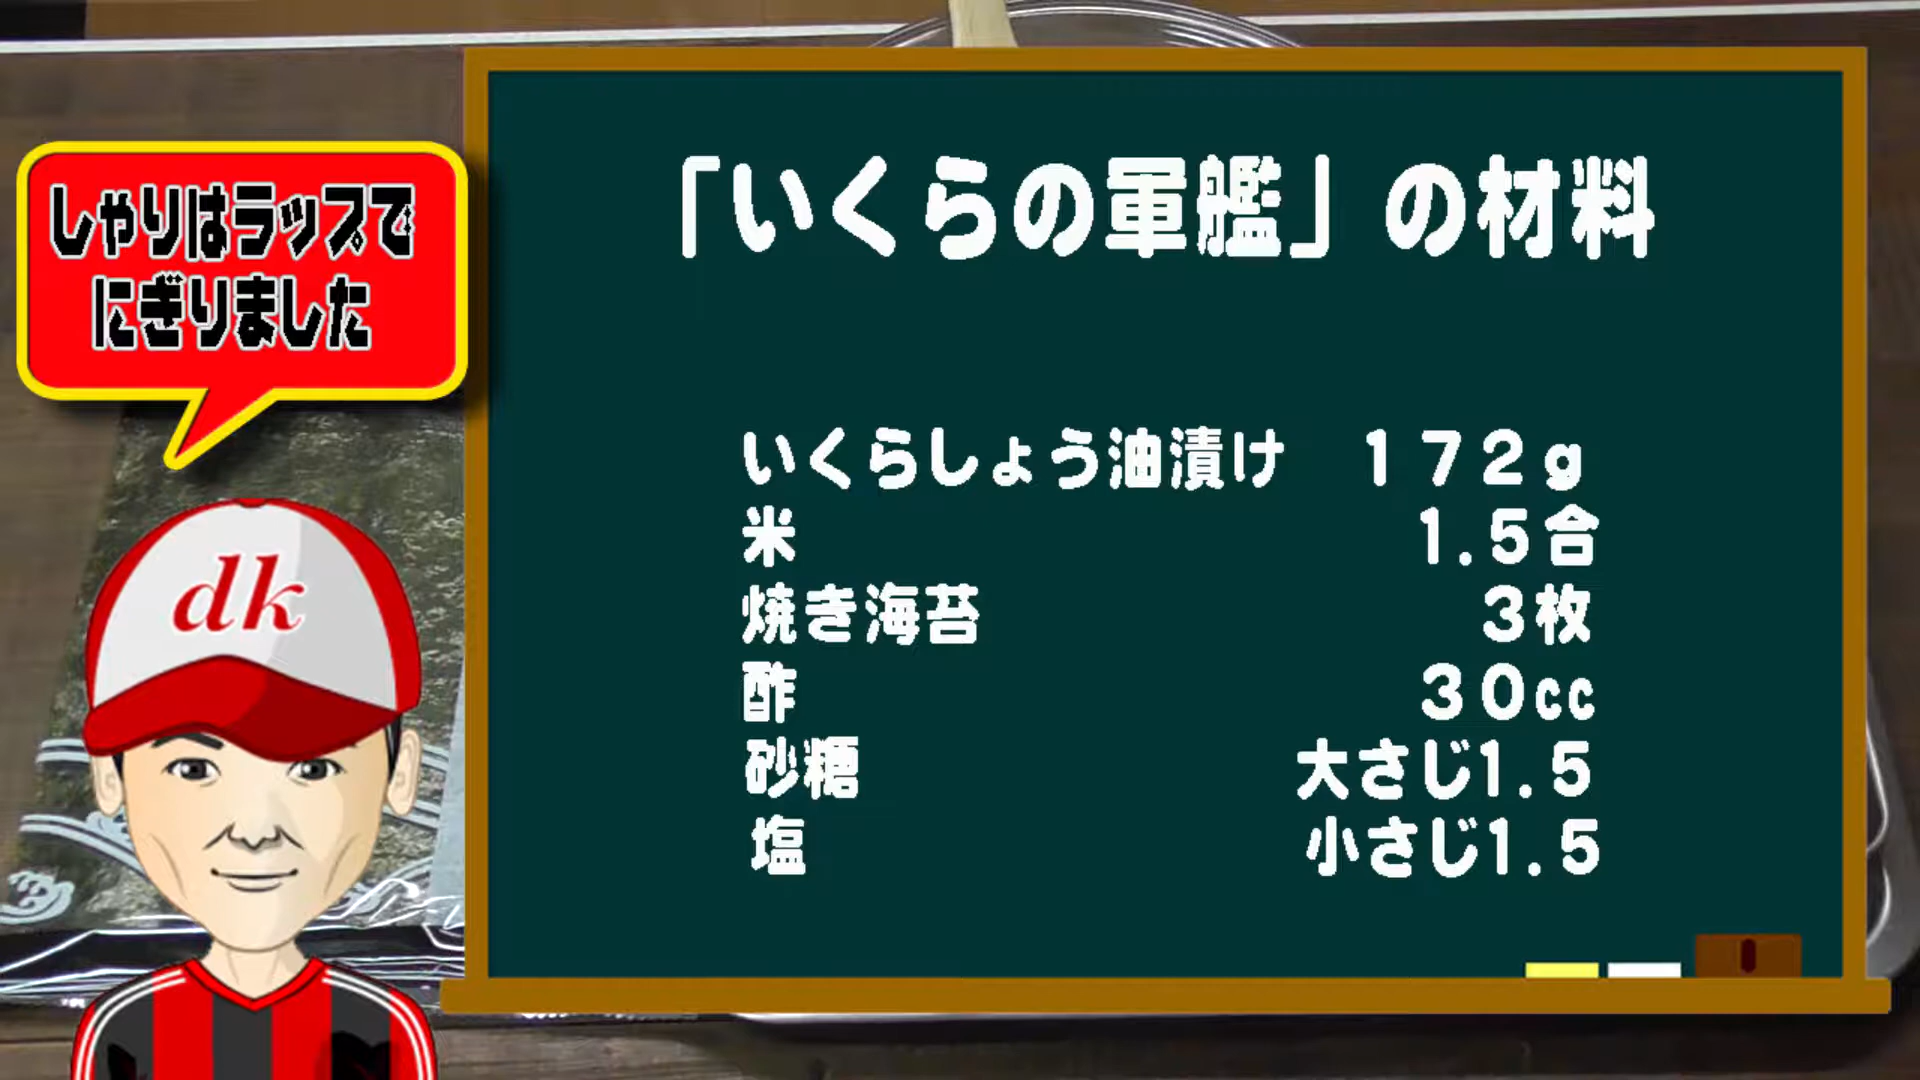 しゃりはラップで
にぎりました
dk
「いくらの軍艦」の材料
いくらしょう油漬け　１７２ｇ
米　1.５合
焼き海苔　３枚
酢　３０cc
砂糖　大さじ1.５
塩　小さじ1.５